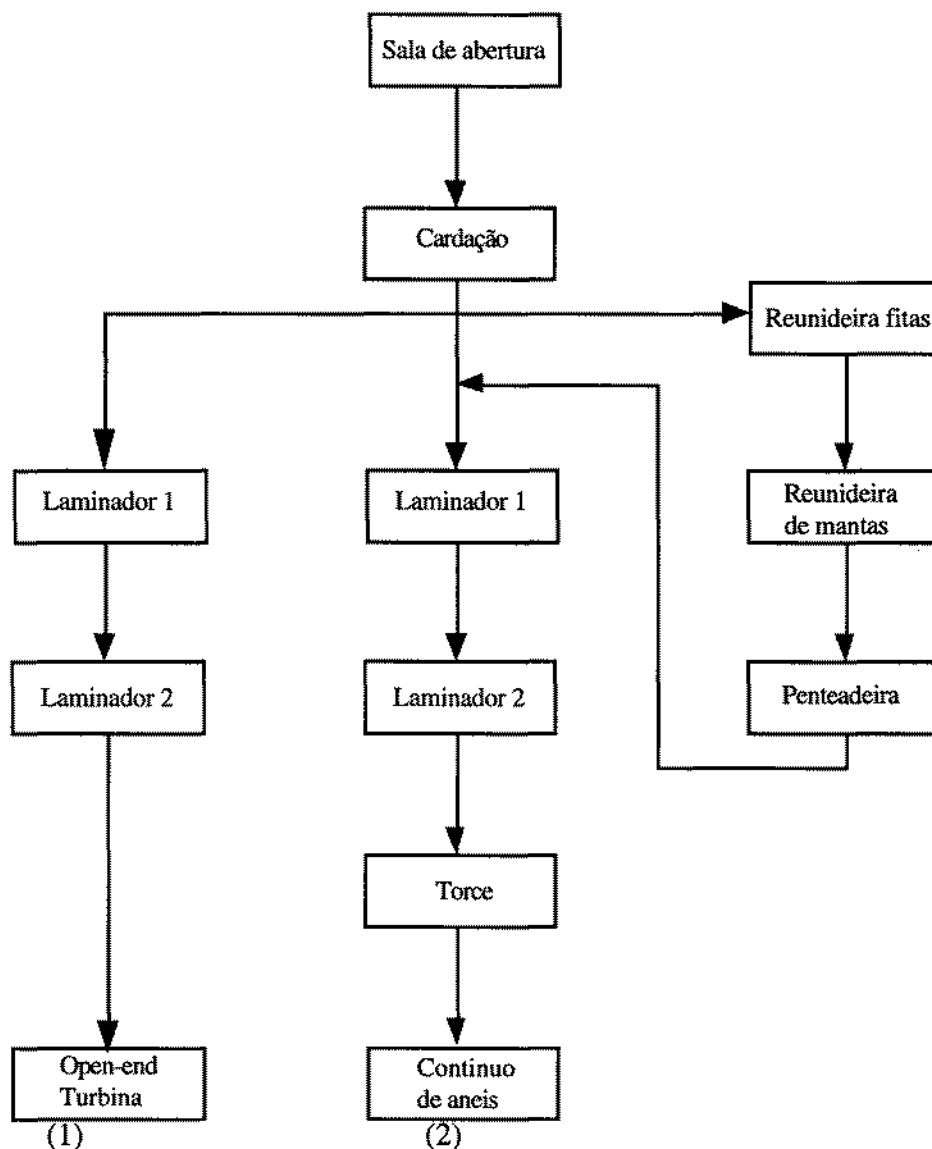 Sala de abertura
Cardação
Reunideira fitas
Laminador 1
Laminador 1
Reunideira
de mantas
Laminador 2
Laminador 2
Penteadeira
Torce
Open-end
Turbina
(1)
Continuo
de aneis
(2)